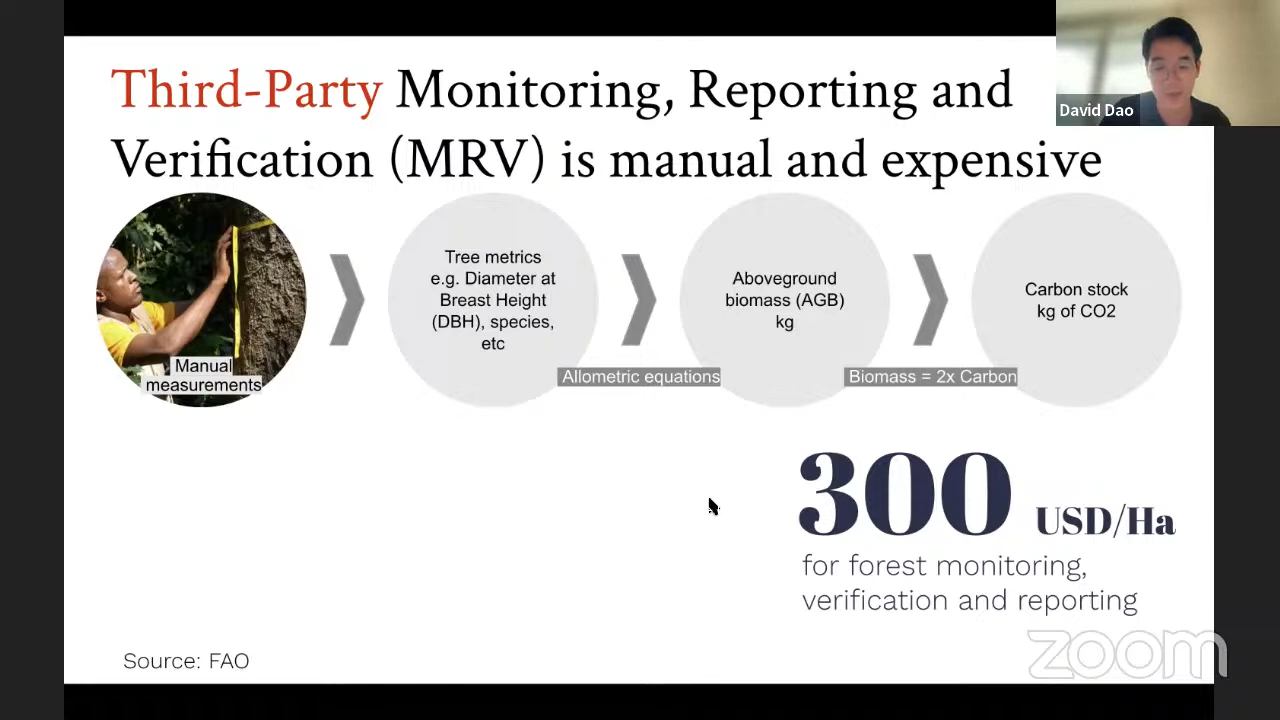 Third-Party Monitoring, Reporting and
Verification (MRV) is manual and expensive
David Dao
Manual
measurements
Tree metrics
e.g. Diameter at
Breast Height
(DBH), species,
etc
Allometric equations
Aboveground
biomass (AGB)
kg
Biomass = 2x Carbon
Carbon stock
kg of CO2
300 USD/Ha
for forest monitoring,
verification and reporting
Source: FAO
zoom